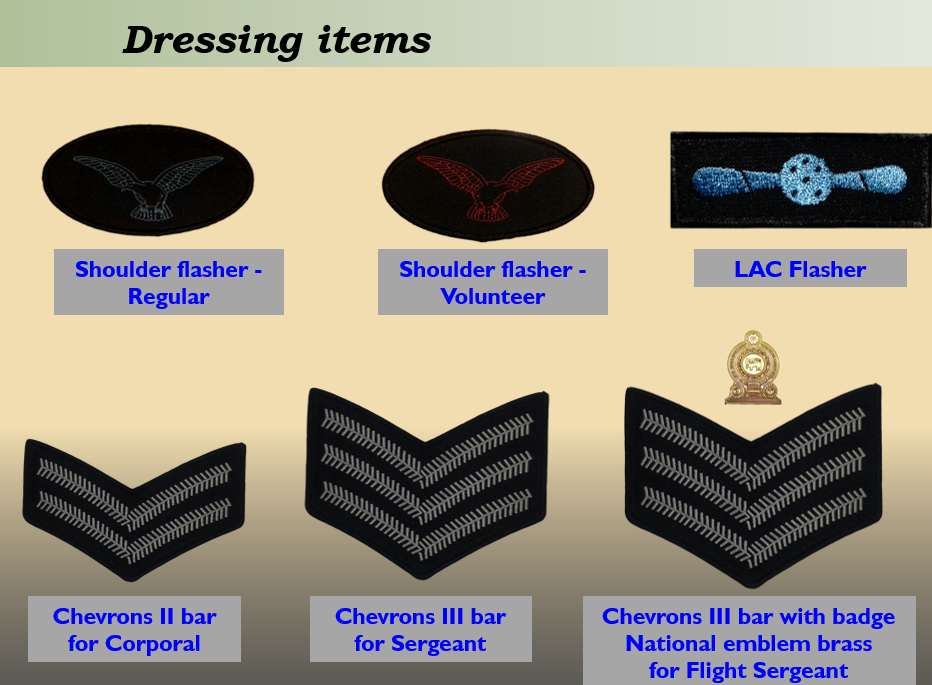 Dressing items
Shoulder flasher -
Regular
Shoulder flasher -
Volunteer
LAC Flasher
Chevrons II bar
for Corporal
Chevrons III bar
for Sergeant
Chevrons III bar with badge
National emblem brass
for Flight Sergeant